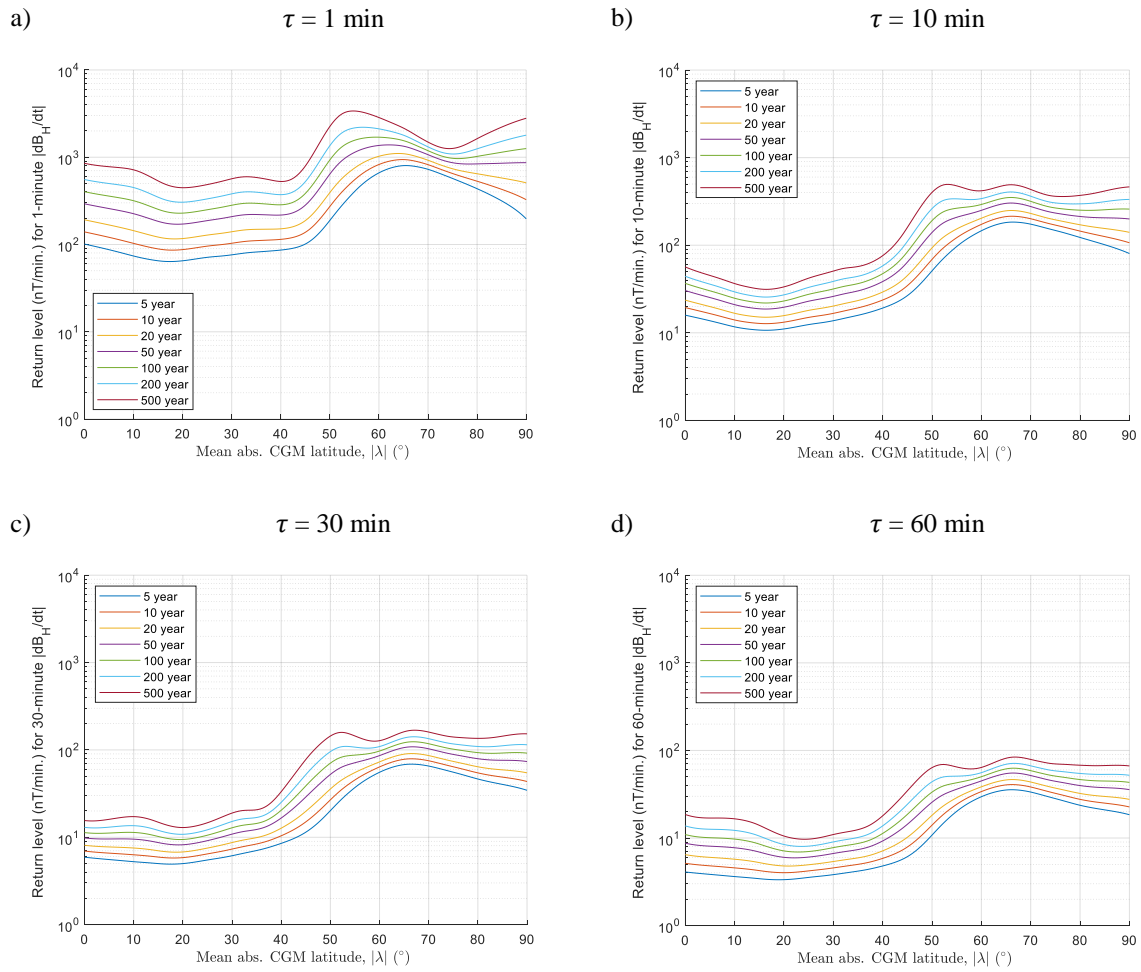 a) τ = 1 min
Return level (nT/min.) for 1-minute |dB_H/dt|
10^4
10^3
10^2
10^1
10^0
5 year
10 year
20 year
50 year
100 year
200 year
500 year
0 10 20 30 40 50 60 70 80 90
Mean abs. CGM latitude, |λ| (°)
b) τ = 10 min
Return level (nT/min.) for 10-minute |dB_H/dt|
10^4
10^3
10^2
10^1
10^0
5 year
10 year
20 year
50 year
100 year
200 year
500 year
0 10 20 30 40 50 60 70 80 90
Mean abs. CGM latitude, |λ| (°)
c) τ = 30 min
Return level (nT/min.) for 30-minute |dB_H/dt|
10^4
10^3
10^2
10^1
10^0
5 year
10 year
20 year
50 year
100 year
200 year
500 year
0 10 20 30 40 50 60 70 80 90
Mean abs. CGM latitude, |λ| (°)
d) τ = 60 min
Return level (nT/min.) for 60-minute |dB_H/dt|
10^4
10^3
10^2
10^1
10^0
5 year
10 year
20 year
50 year
100 year
200 year
500 year
0 10 20 30 40 50 60 70 80 90
Mean abs. CGM latitude, |λ| (°)